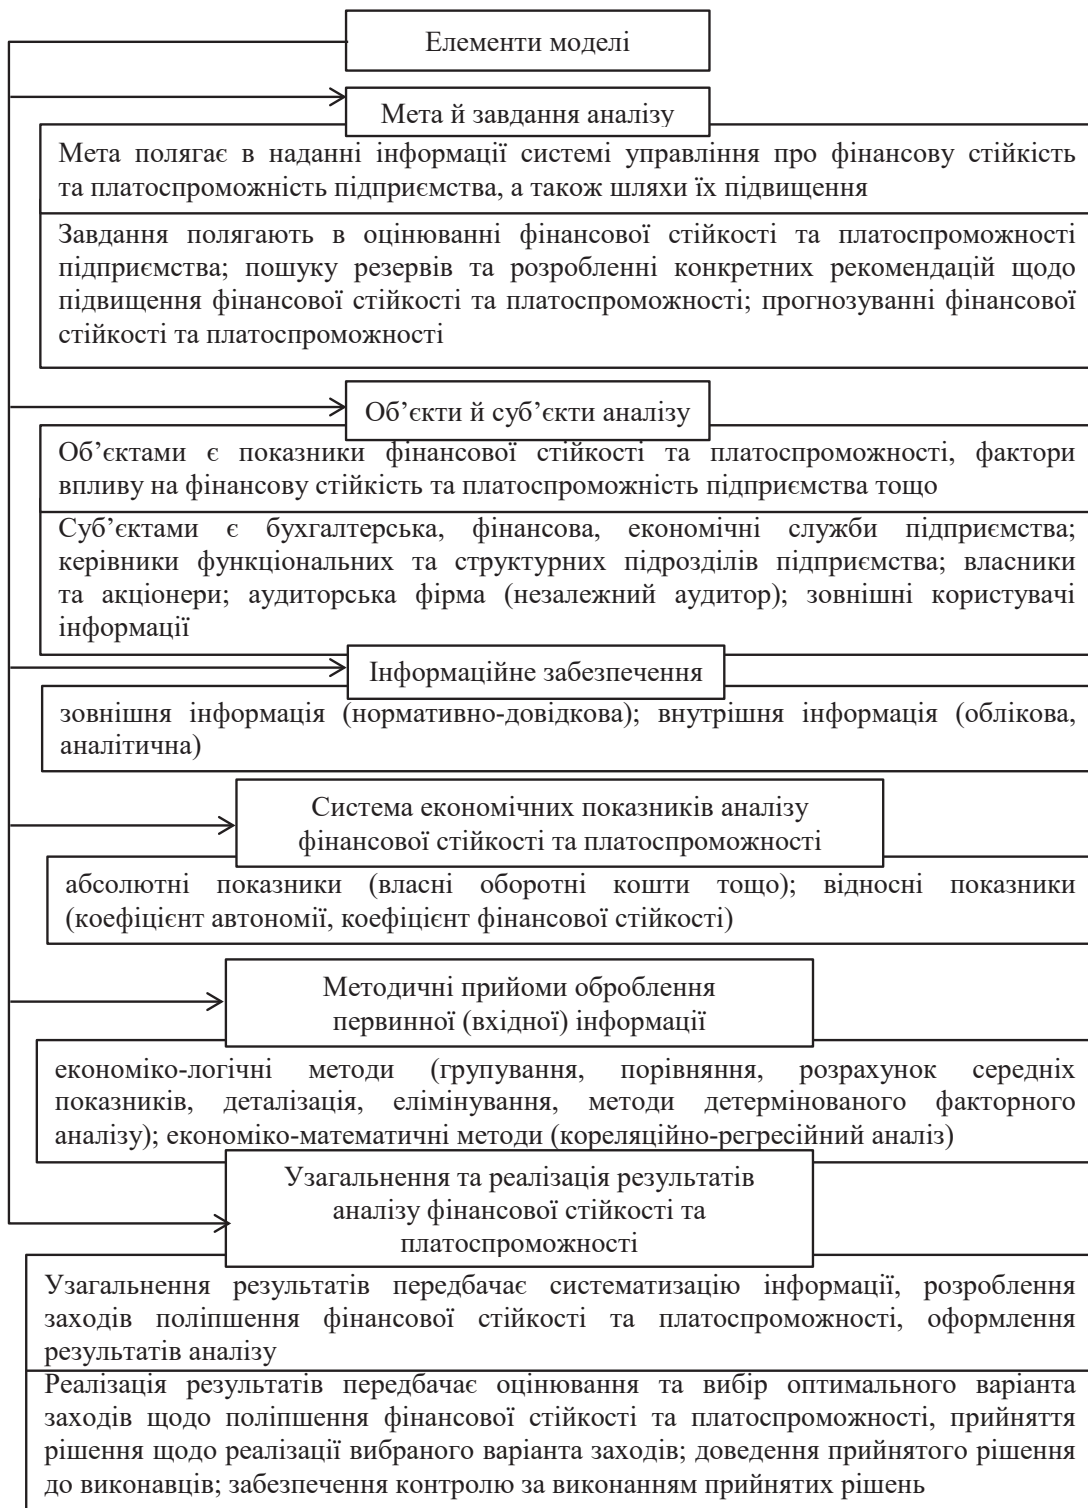 Елементи моделі
Мета й завдання аналізу
Мета полягає в наданні інформації системі управління про фінансову стійкість
та платоспроможність підприємства, а також шляхи їх підвищення
Завдання полягають в оцінюванні фінансової стійкості та платоспроможності
підприємства; пошуку резервів та розробленні конкретних рекомендацій щодо
підвищення фінансової стійкості та платоспроможності; прогнозуванні фінансової
стійкості та платоспроможності
Об’єкти й суб’єкти аналізу
Об’єктами є показники фінансової стійкості та платоспроможності, фактори
впливу на фінансову стійкість та платоспроможність підприємства тощо
Суб’єктами є бухгалтерська, фінансова, економічні служби підприємства;
керівники функціональних та структурних підрозділів підприємства; власники
та акціонери; аудиторська фірма (незалежний аудитор); зовнішні користувачі
інформації
Інформаційне забезпечення
зовнішня інформація (нормативно-довідкова); внутрішня інформація (облікова,
аналітична)
Система економічних показників аналізу
фінансової стійкості та платоспроможності
абсолютні показники (власні оборотні кошти тощо); відносні показники
(коефіцієнт автономії, коефіцієнт фінансової стійкості)
Методичні прийоми оброблення
первинної (вхідної) інформації
економіко-логічні методи (групування, порівняння, розрахунок середніх
показників, деталізація, елімінування, методи детермінованого факторного
аналізу); економіко-математичні методи (кореляційно-регресійний аналіз)
Узагальнення та реалізація результатів
аналізу фінансової стійкості та
платоспроможності
Узагальнення результатів передбачає систематизацію інформації, розроблення
заходів поліпшення фінансової стійкості та платоспроможності, оформлення
результатів аналізу
Реалізація результатів передбачає оцінювання та вибір оптимального варіанта
заходів щодо поліпшення фінансової стійкості та платоспроможності, прийняття
рішення щодо реалізації вибраного варіанта заходів; доведення прийнятого рішення
до виконавців; забезпечення контролю за виконанням прийнятих рішень